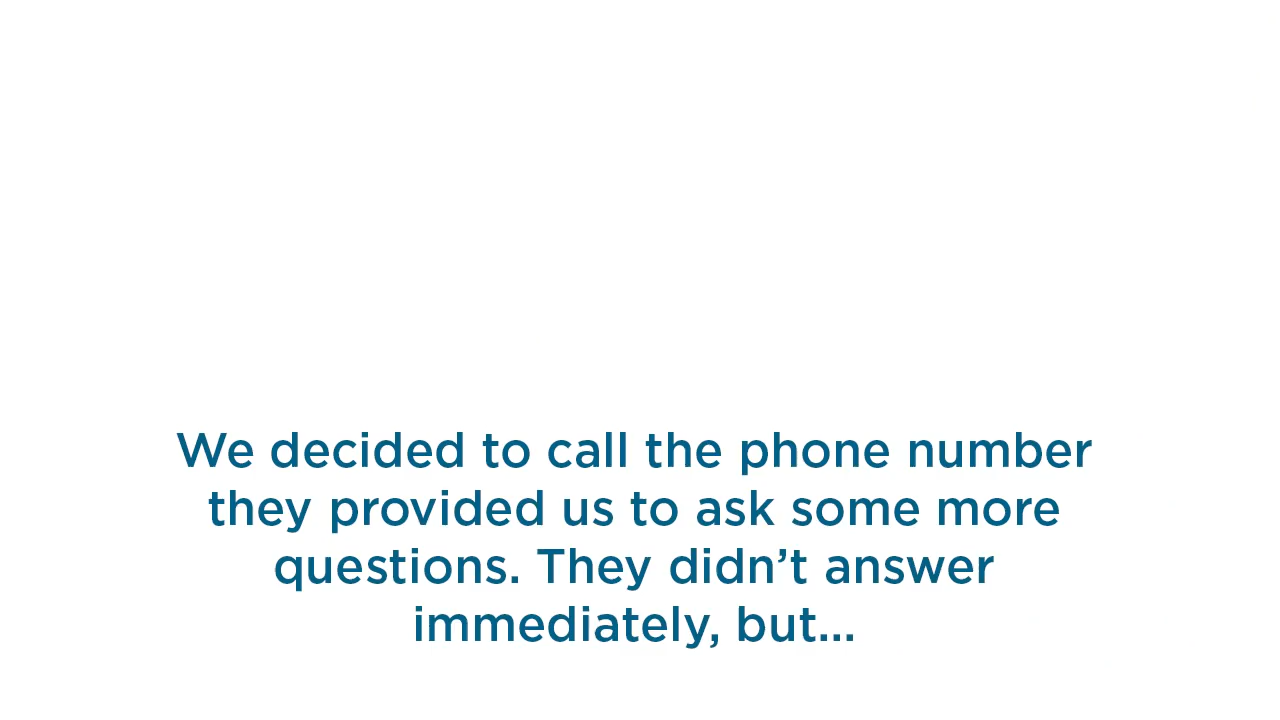 We decided to call the phone number
they provided us to ask some more
questions. They didn’t answer
immediately, but...